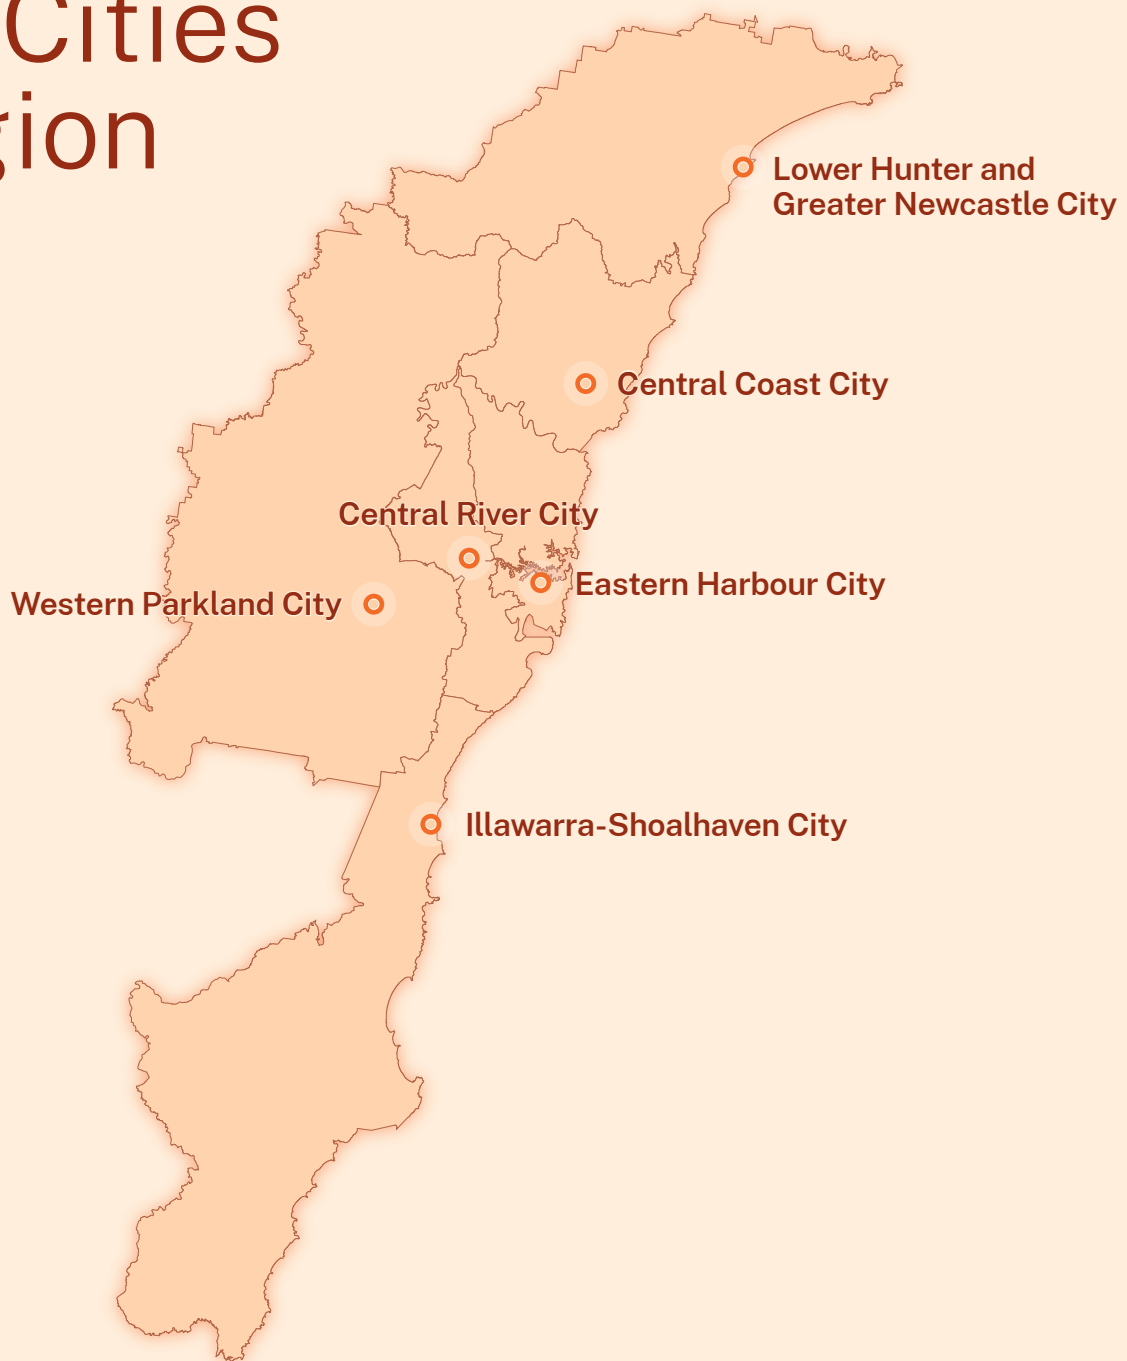 Cities
Lower Hunter and
Greater Newcastle City
Central Coast City
Central River City
Eastern Harbour City
Western Parkland City
Illawarra-Shoalhaven City